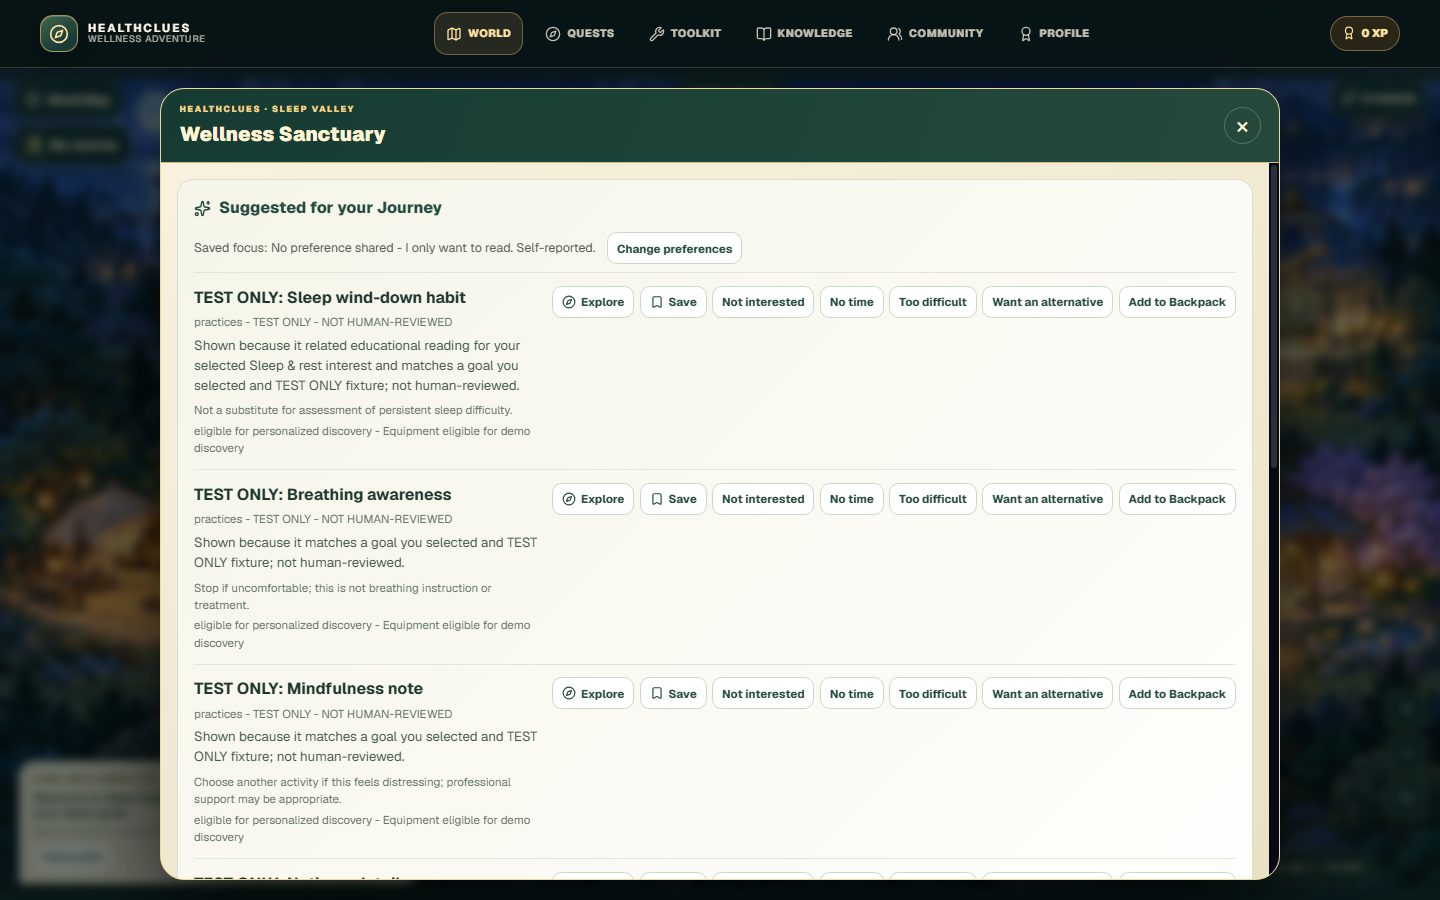 HEALTHCLUES
WELLNESS ADVENTURE
WORLD
QUESTS
TOOLKIT
KNOWLEDGE
COMMUNITY
PROFILE
0 XP
HEALTHCLUES · SLEEP VALLEY
Wellness Sanctuary
Suggested for your Journey
Saved focus: No preference shared - I only want to read. Self-reported.
Change preferences
TEST ONLY: Sleep wind-down habit
Explore
Save
Not interested
No time
Too difficult
Want an alternative
Add to Backpack
practices - TEST ONLY - NOT HUMAN-REVIEWED
Shown because it related educational reading for your
selected Sleep & rest interest and matches a goal you
selected and TEST ONLY fixture; not human-reviewed.
Not a substitute for assessment of persistent sleep difficulty.
eligible for personalized discovery - Equipment eligible for demo
discovery
TEST ONLY: Breathing awareness
Explore
Save
Not interested
No time
Too difficult
Want an alternative
Add to Backpack
practices - TEST ONLY - NOT HUMAN-REVIEWED
Shown because it matches a goal you selected and TEST
ONLY fixture; not human-reviewed.
Stop if uncomfortable; this is not breathing instruction or
treatment.
eligible for personalized discovery - Equipment eligible for demo
discovery
TEST ONLY: Mindfulness note
Explore
Save
Not interested
No time
Too difficult
Want an alternative
Add to Backpack
practices - TEST ONLY - NOT HUMAN-REVIEWED
Shown because it matches a goal you selected and TEST
ONLY fixture; not human-reviewed.
Choose another activity if this feels distressing; professional
support may be appropriate.
eligible for personalized discovery - Equipment eligible for demo
discovery